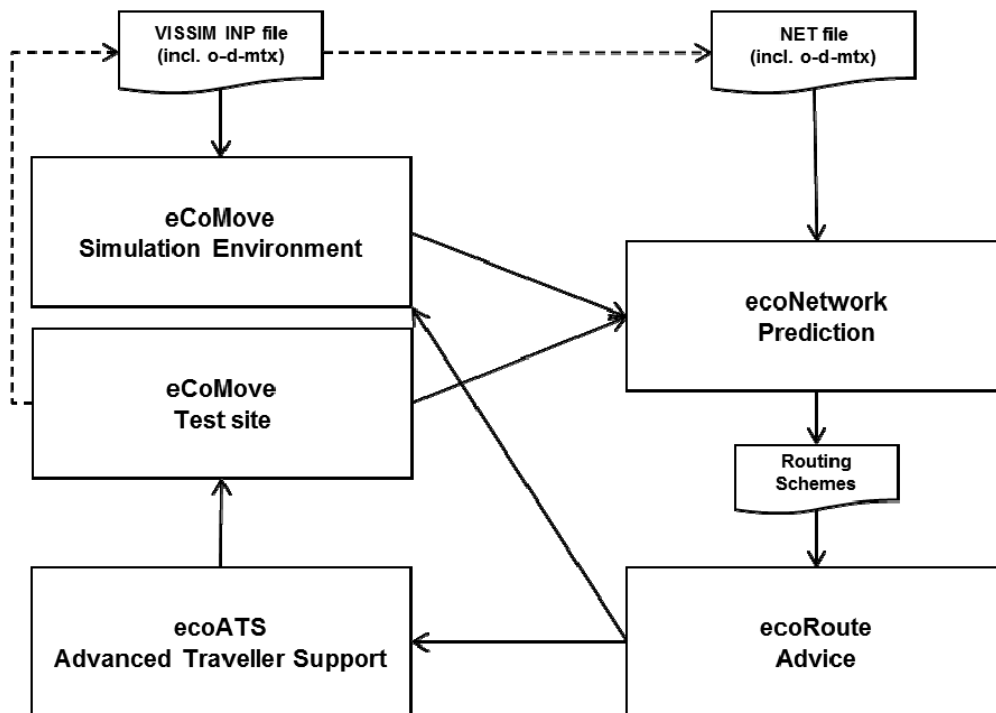 VISSIM INP file
(incl. o-d-mtx)
NET file
(incl. o-d-mtx)
eCoMove
Simulation Environment
ecoNetwork
Prediction
eCoMove
Test site
Routing
Schemes
ecoATS
Advanced Traveller Support
ecoRoute
Advice